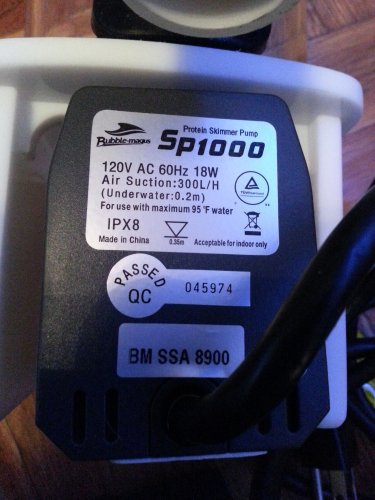 Bubble-magus
Protein Skimmer Pump
Sp1000
120V AC 60Hz 18W
Air Suction:300L/H
(Underwater:0.2m)
For use with maximum 95 °F water
IPX8
0.35m
Made in China
Acceptable for indoor only
PASSED
QC
045974
BM SSA 8900